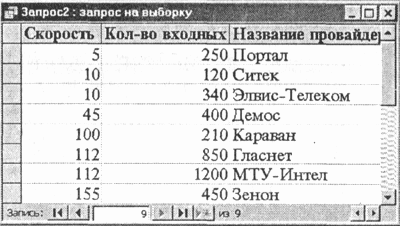 Запрос2 : запрос на выборку
Скорость Кол-во входных Название провайдер
5 250 Портал
10 120 Ситек
10 340 Элвис-Телеком
45 400 Демос
100 210 Караван
112 850 Гласнет
112 1200 МТУ-Интел
155 450 Зенон
Запись: 9 из 9